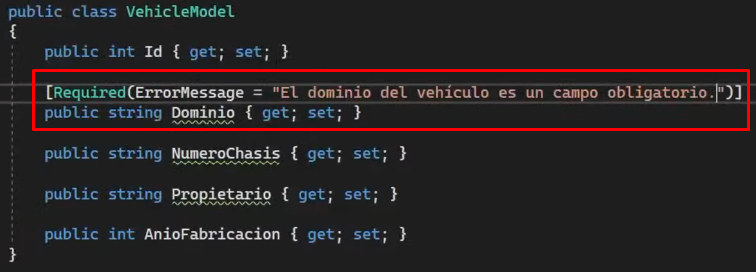 public class VehicleModel
{
public int Id { get; set; }
[Required(ErrorMessage = "El dominio del vehículo es un campo obligatorio.")]
public string Dominio { get; set; }
public string NumeroChasis { get; set; }
public string Propietario { get; set; }
public int AnioFabricacion { get; set; }
}